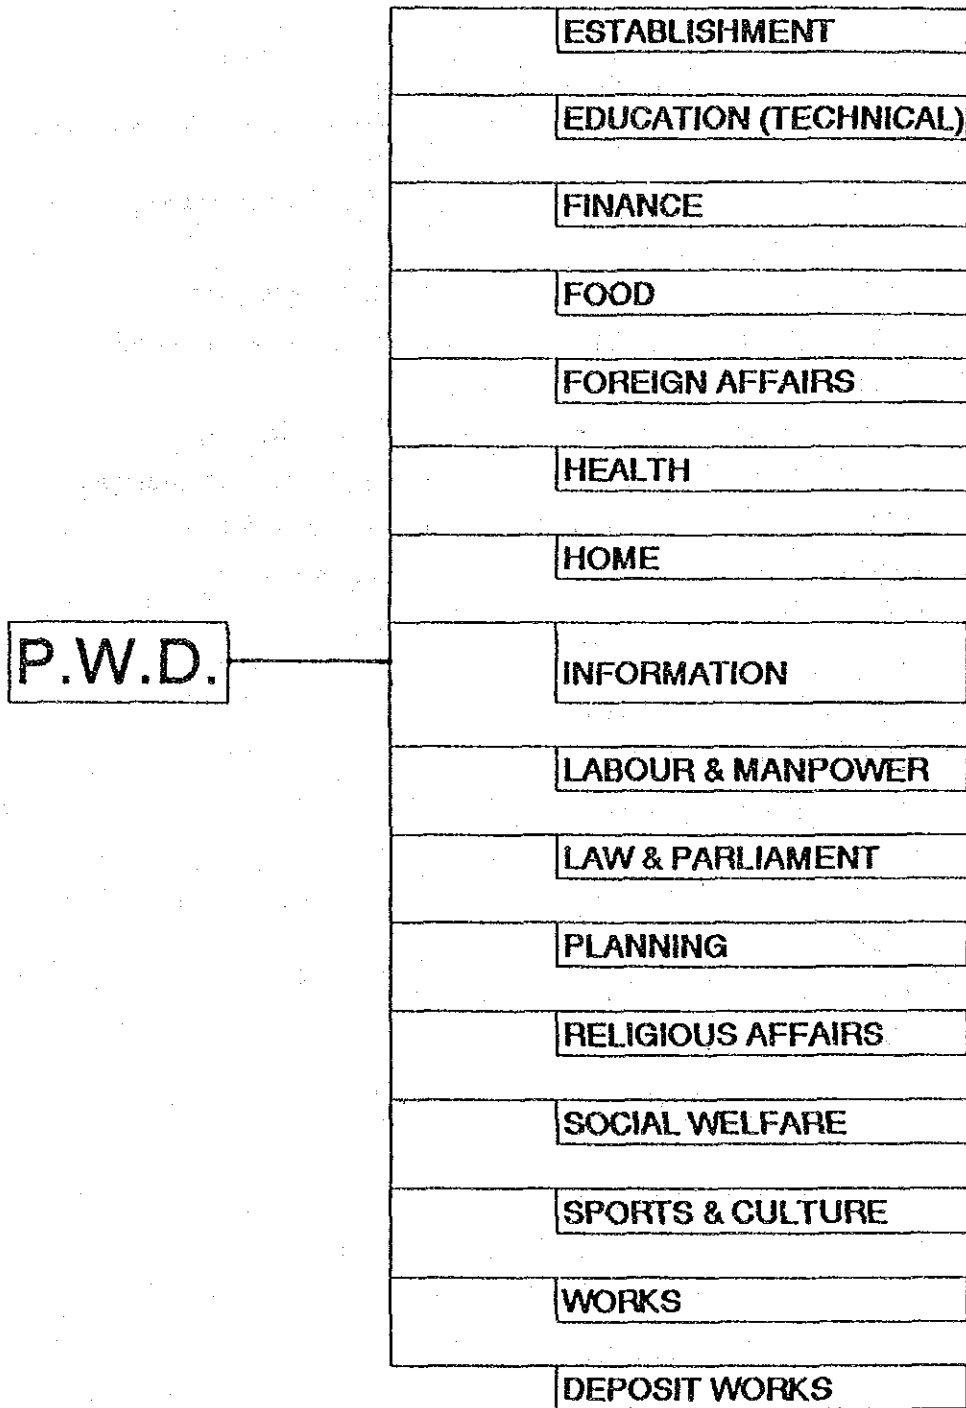 ESTABLISHMENT
EDUCATION (TECHNICAL)
FINANCE
FOOD
FOREIGN AFFAIRS
HEALTH
HOME
P.W.D.
INFORMATION
LABOUR & MANPOWER
LAW & PARLIAMENT
PLANNING
RELIGIOUS AFFAIRS
SOCIAL WELFARE
SPORTS & CULTURE
WORKS
DEPOSIT WORKS